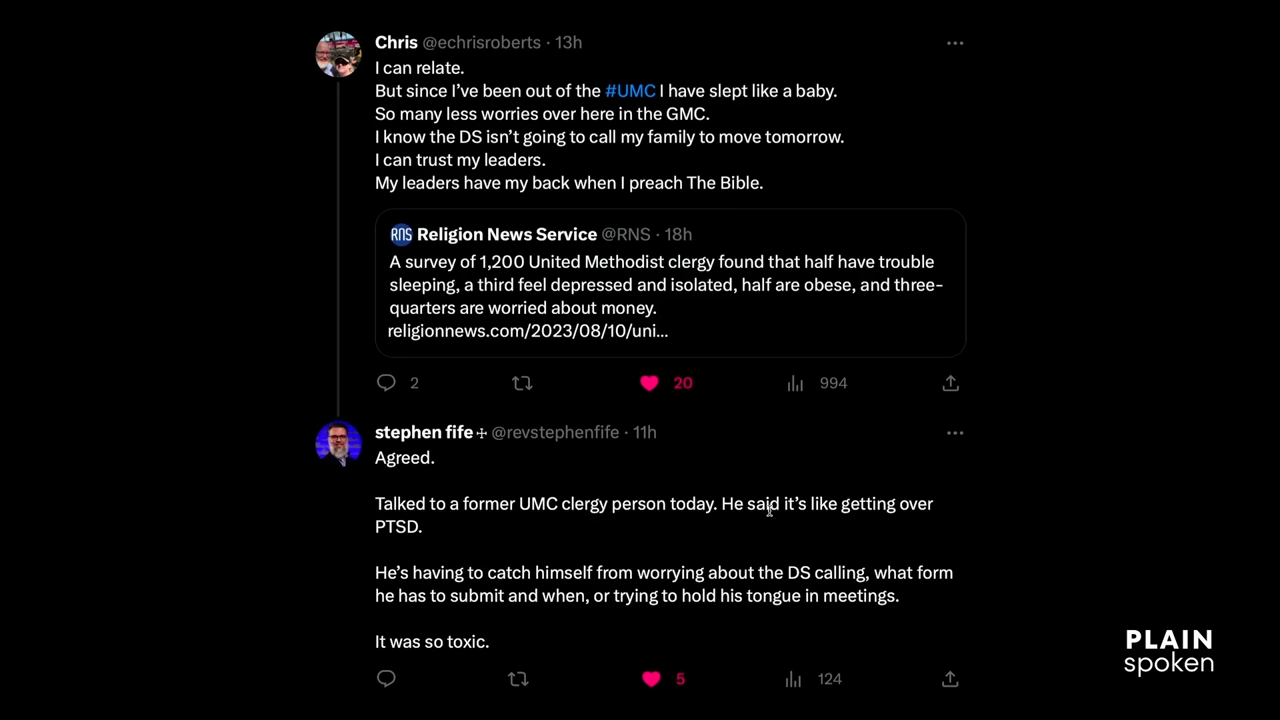 Chris @echrisroberts · 13h
I can relate.
But since I’ve been out of the #UMC I have slept like a baby.
So many less worries over here in the GMC.
I know the DS isn’t going to call my family to move tomorrow.
I can trust my leaders.
My leaders have my back when I preach The Bible.
RNS Religion News Service @RNS · 18h
A survey of 1,200 United Methodist clergy found that half have trouble
sleeping, a third feel depressed and isolated, half are obese, and three-
quarters are worried about money.
religionnews.com/2023/08/10/uni...
2 20 994
stephen fife @revstephenfife · 11h
Agreed.
Talked to a former UMC clergy person today. He said it’s like getting over
PTSD.
He’s having to catch himself from worrying about the DS calling, what form
he has to submit and when, or trying to hold his tongue in meetings.
It was so toxic.
5 124
PLAIN
spoken